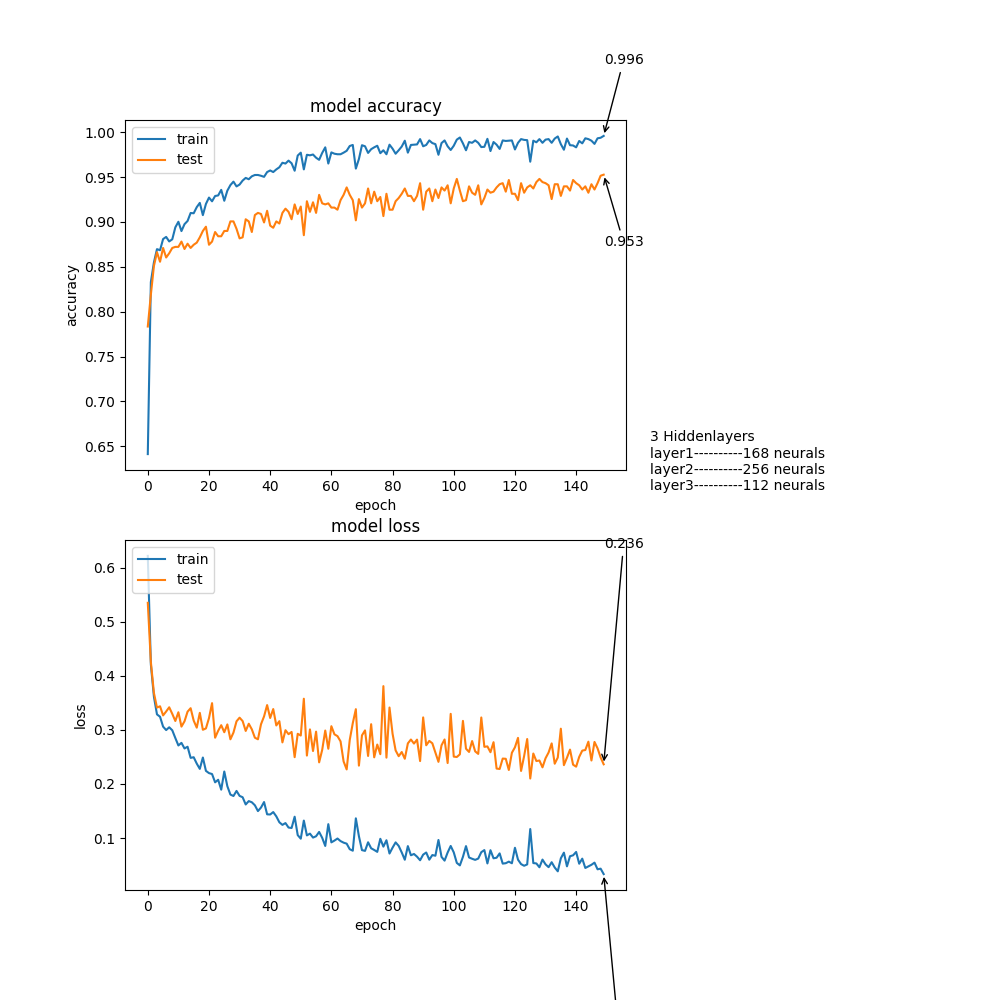 0.996
model accuracy
1.00
0.95
0.90
0.85
0.80
0.75
0.70
0.65
accuracy
train
test
0.953
0 20 40 60 80 100 120 140
epoch
3 Hiddenlayers
layer1----------168 neurals
layer2----------256 neurals
layer3----------112 neurals
model loss
0.236
0.6
0.5
0.4
0.3
0.2
0.1
loss
train
test
0 20 40 60 80 100 120 140
epoch